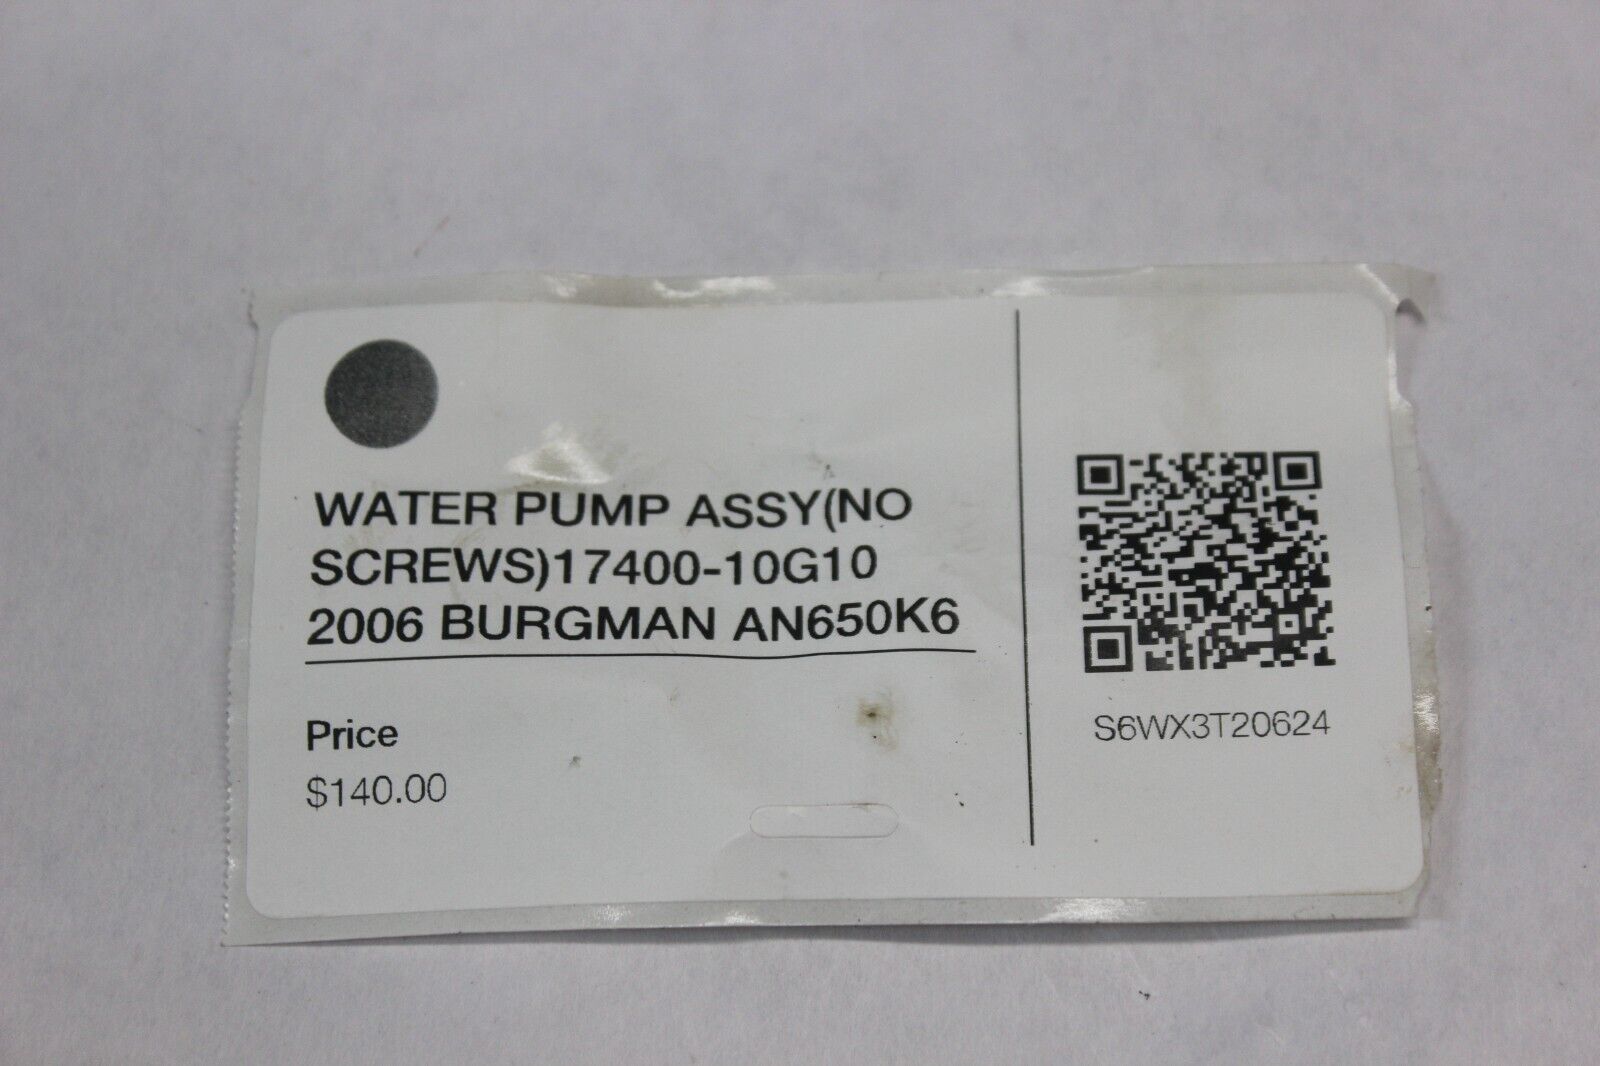 WATER PUMP ASSY(NO
SCREWS)17400-10G10
2006 BURGMAN AN650K6
Price
$140.00
S6WX3T20624